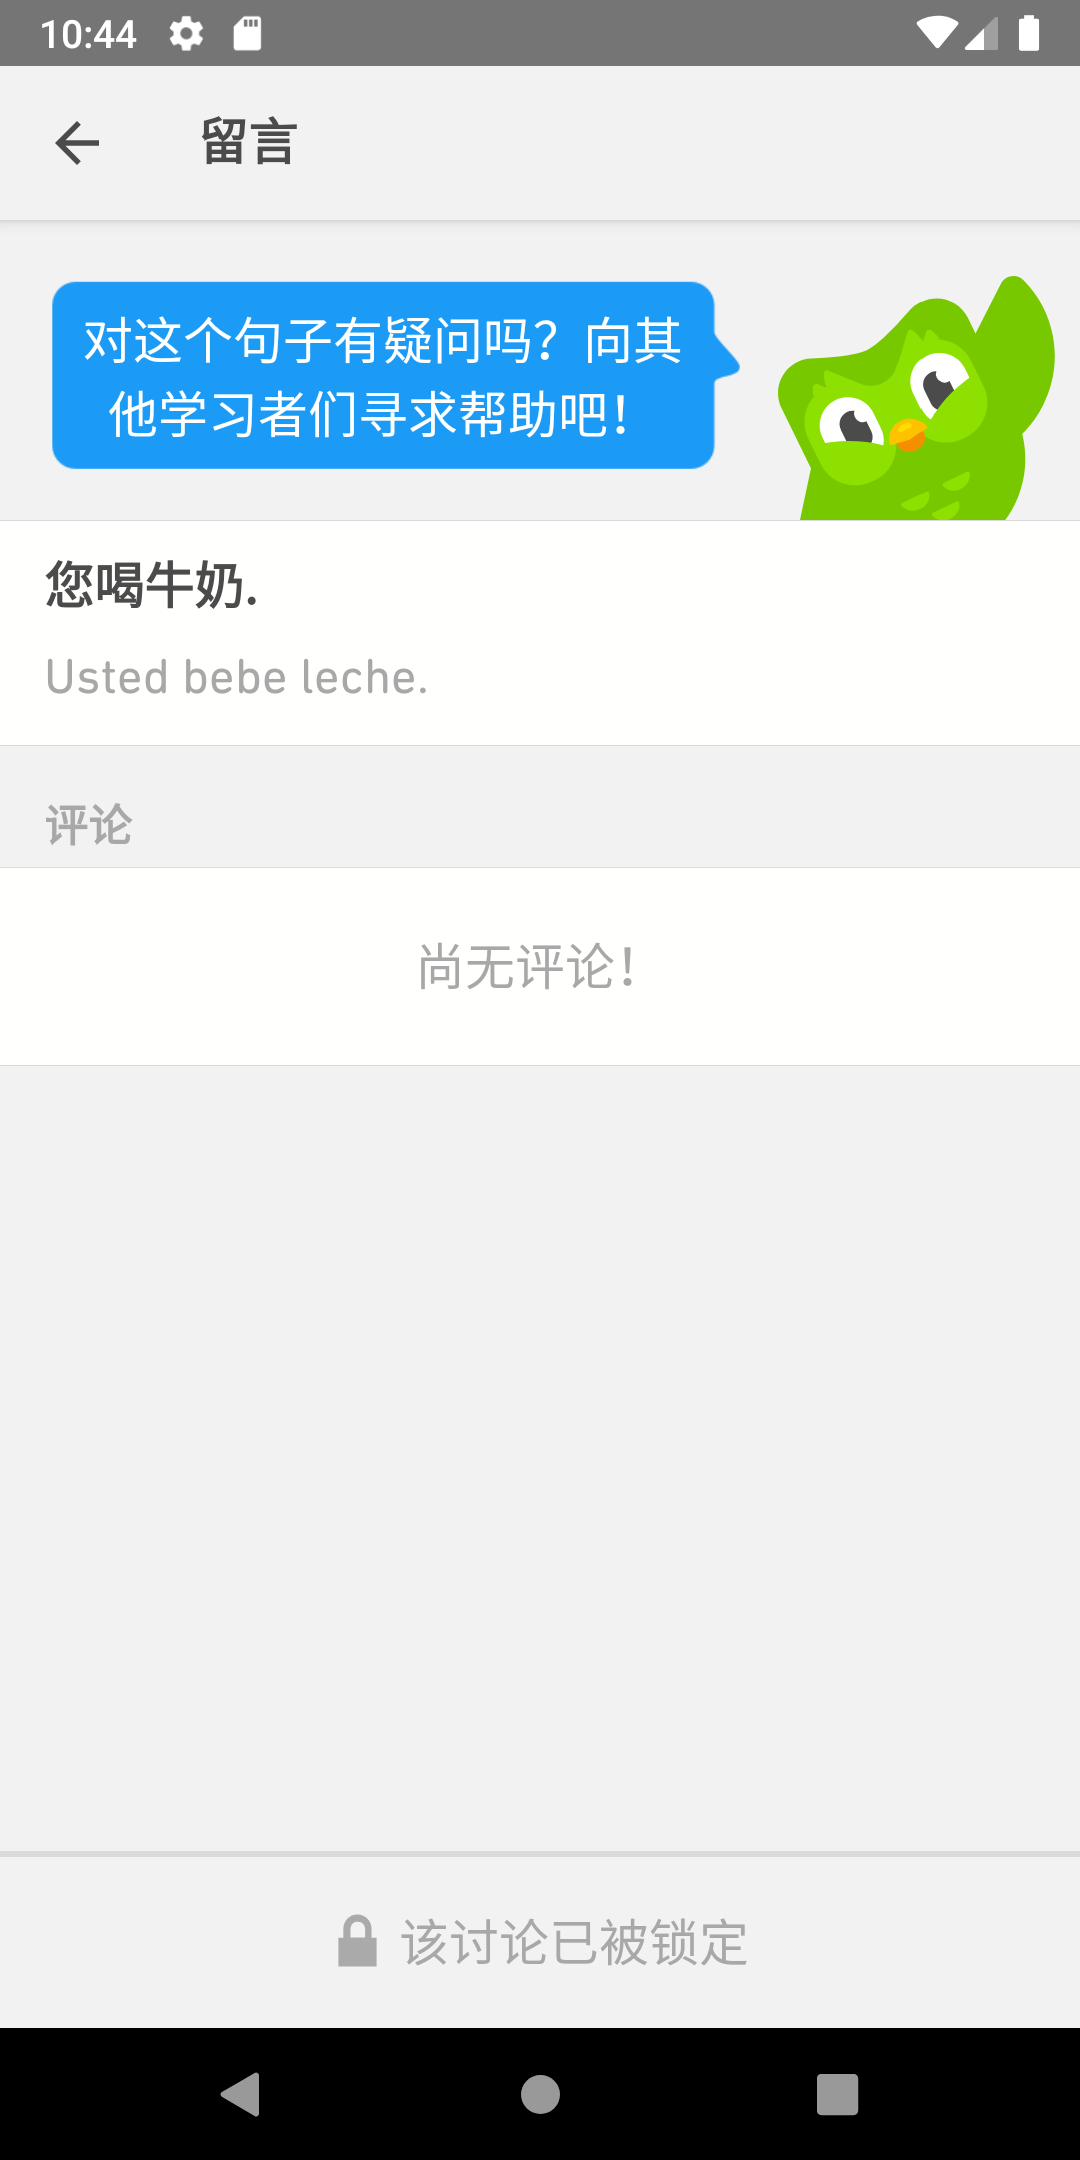 10:44
留言
对这个句子有疑问吗？向其
他学习者们寻求帮助吧！
您喝牛奶.
Usted bebe leche.
评论
尚无评论！
该讨论已被锁定